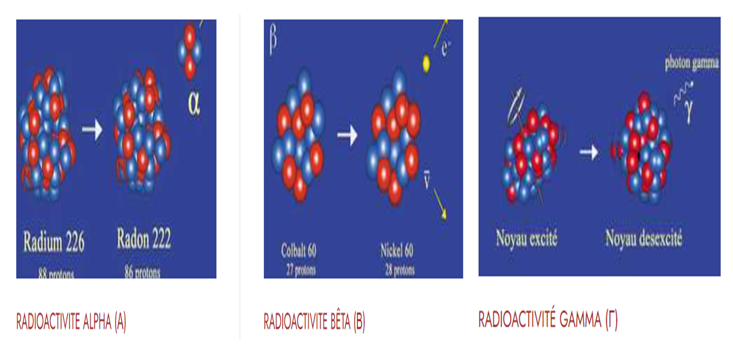 α
Radium 226
Radon 222
88 protons
86 protons
RADIOACTIVITE ALPHA (Α)
β
e⁻
ν̅
Colbalt 60
27 protons
Nickel 60
28 protons
RADIOACTIVITE BÊTA (Β)
photon gamma
γ
Noyau excité
Noyau desexcité
RADIOACTIVITÉ GAMMA (Γ)